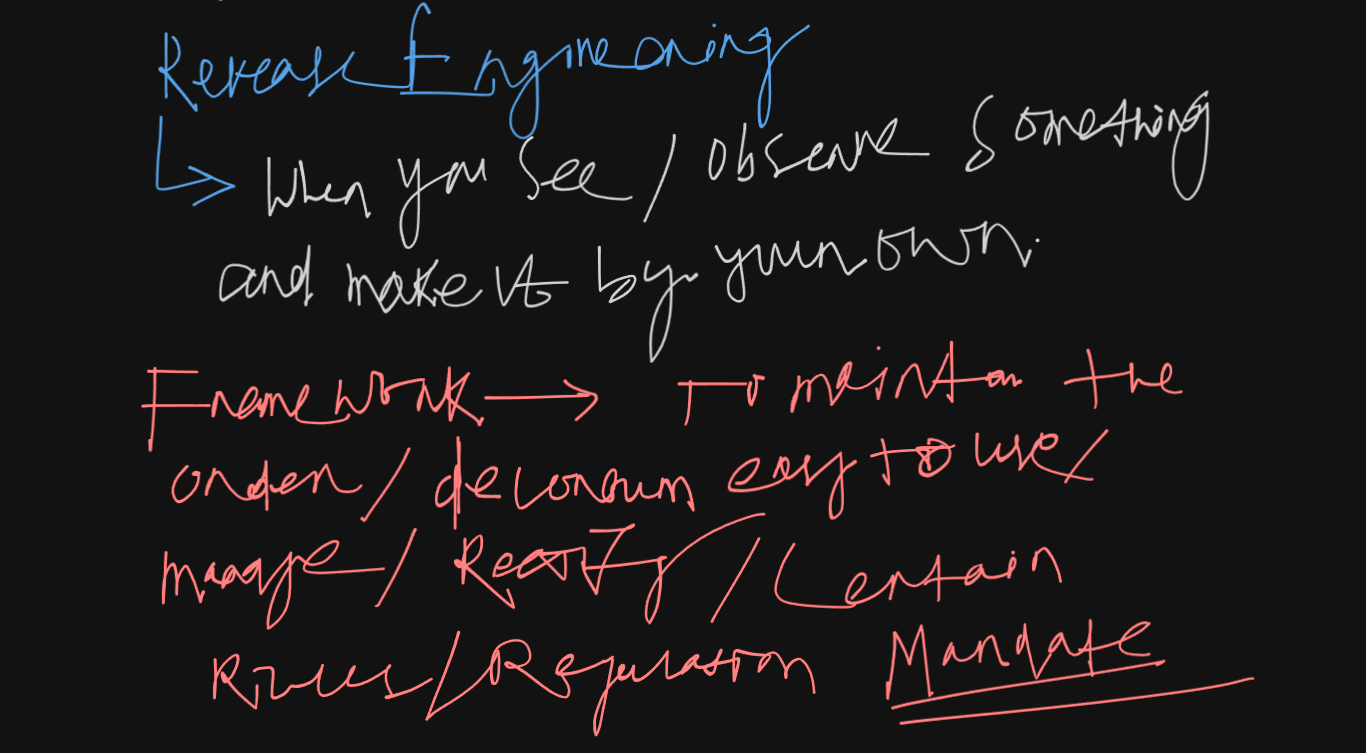 Reverse Engineering
When you see / observe something
and make it by your own.
Framework → To maintain the
order / decorum easy to use /
manage / Rectify / Certain
Rules / Regulation Mandate